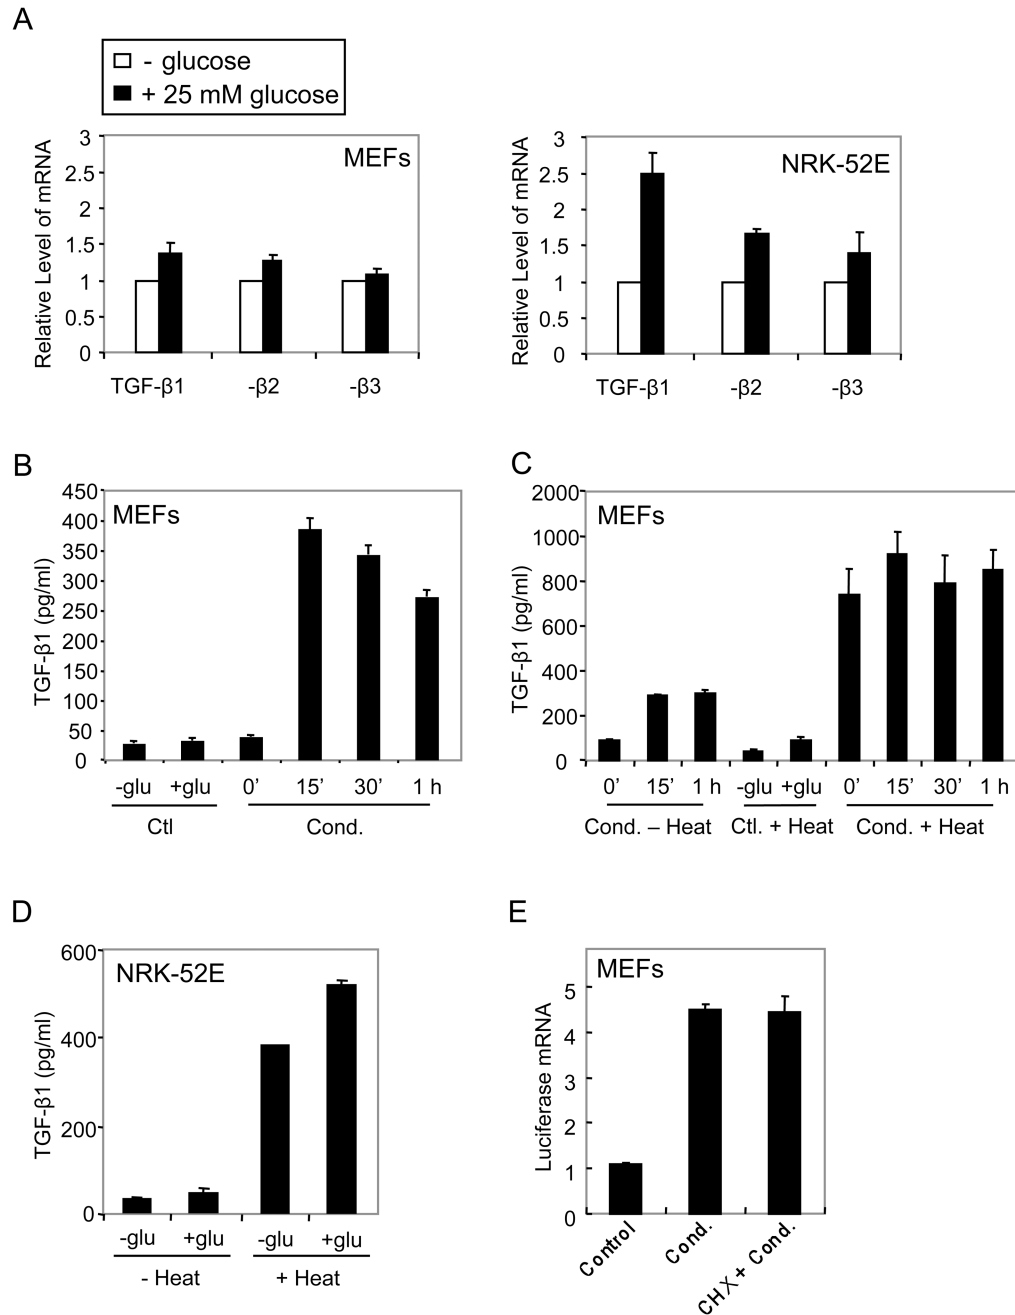 A
- glucose
+ 25 mM glucose
Relative Level of mRNA
3
2.5
2
1.5
1
0.5
0
MEFs
TGF-β1 -β2 -β3
Relative Level of mRNA
3
2.5
2
1.5
1
0.5
0
NRK-52E
TGF-β1 -β2 -β3
B
TGF-β1 (pg/ml)
450
400
350
300
250
200
150
100
50
0
MEFs
-glu +glu 0’ 15’ 30’ 1 h
Ctl Cond.
C
TGF-β1 (pg/ml)
2000
1000
800
600
400
200
0
MEFs
0’ 15’ 1 h -glu +glu 0’ 15’ 30’ 1 h
Cond. – Heat Ctl. + Heat Cond. + Heat
D
TGF-β1 (pg/ml)
600
400
200
0
NRK-52E
-glu +glu -glu +glu
- Heat + Heat
E
Luciferase mRNA
5
4
3
2
1
0
MEFs
Control
Cond.
CHX + Cond.